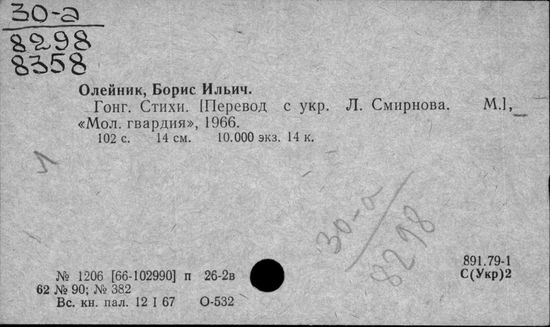 30-а
8298
8358
Олейник, Борис Ильич.
Гонг. Стихи. [Перевод с укр. Л. Смирнова. М.],
«Мол. гвардия», 1966.
102 с. 14 см. 10.000 экз. 14 к.
1
30-а
8298
891.79-1
С(Укр)2
№ 1206 [66-102990] п 26-2в
62 № 90; № 382
Вс. кн. пал. 12 I 67 О-532